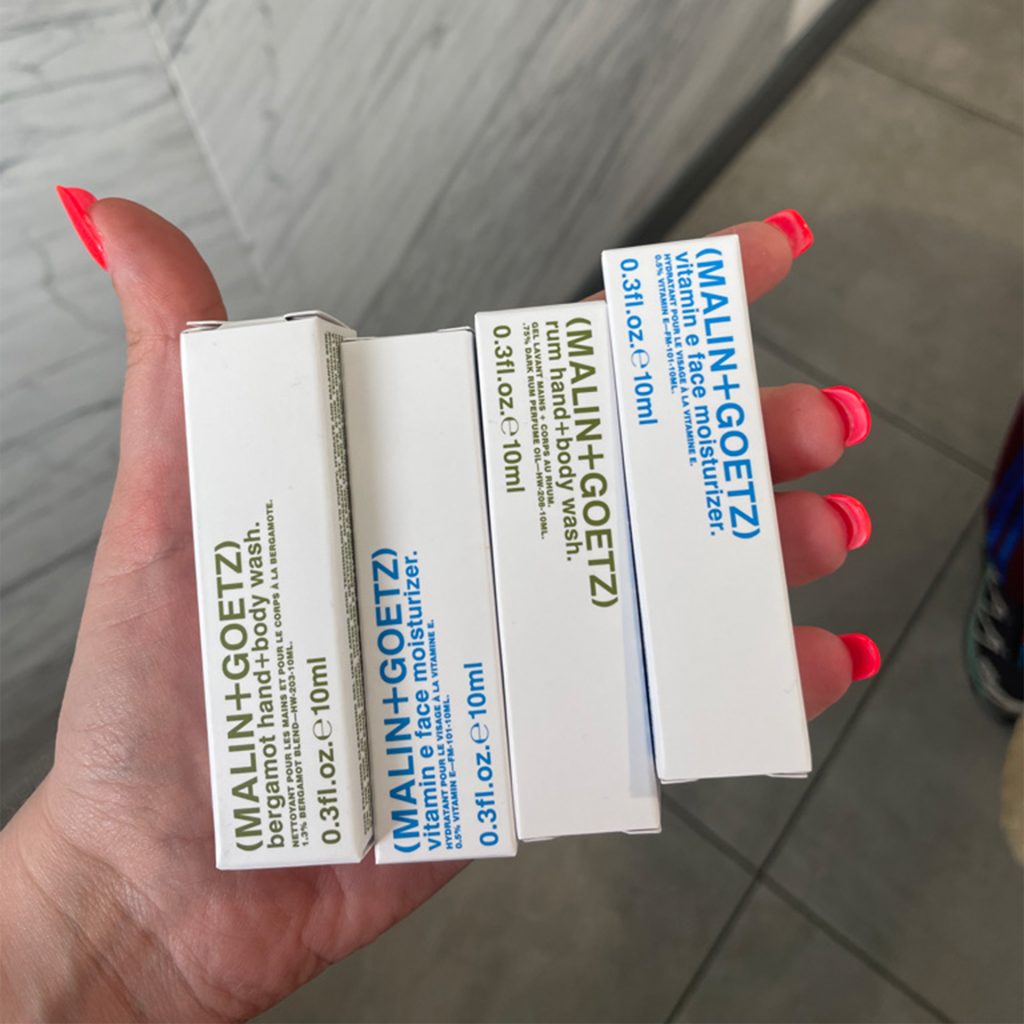 (MALIN+GOETZ)
bergamot hand+body wash.
NETTOYANT POUR LES MAINS ET POUR LE CORPS À LA BERGAMOTE.
1.3% BERGAMOT BLEND—HW-203-10ML.
0.3fl.oz.℮10ml
(MALIN+GOETZ)
vitamin e face moisturizer.
HYDRATANT POUR LE VISAGE À LA VITAMINE E.
0.5% VITAMIN E—FM-101-10ML.
0.3fl.oz.℮10ml
(MALIN+GOETZ)
rum hand+body wash.
GEL LAVANT MAINS + CORPS AU RHUM.
.75% DARK RUM PERFUME OIL—HW-208-10ML.
0.3fl.oz.℮10ml
(MALIN+GOETZ)
vitamin e face moisturizer.
HYDRATANT POUR LE VISAGE À LA VITAMINE E.
0.5% VITAMIN E—FM-101-10ML.
0.3fl.oz.℮10ml